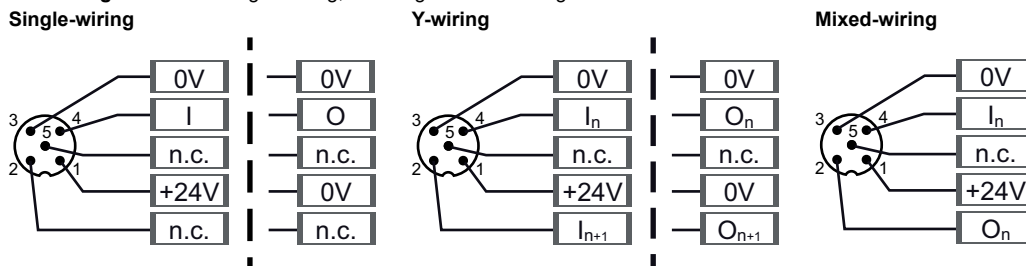 Single-wiring Y-wiring Mixed-wiring
0V 0V 0V 0V 0V
3 4 I O 3 4 In On 3 4 In
5 n.c. n.c. 5 n.c. n.c. 5 n.c.
2 1 +24V 0V 2 1 +24V 0V 2 1 +24V
n.c. n.c. In+1 On+1 On